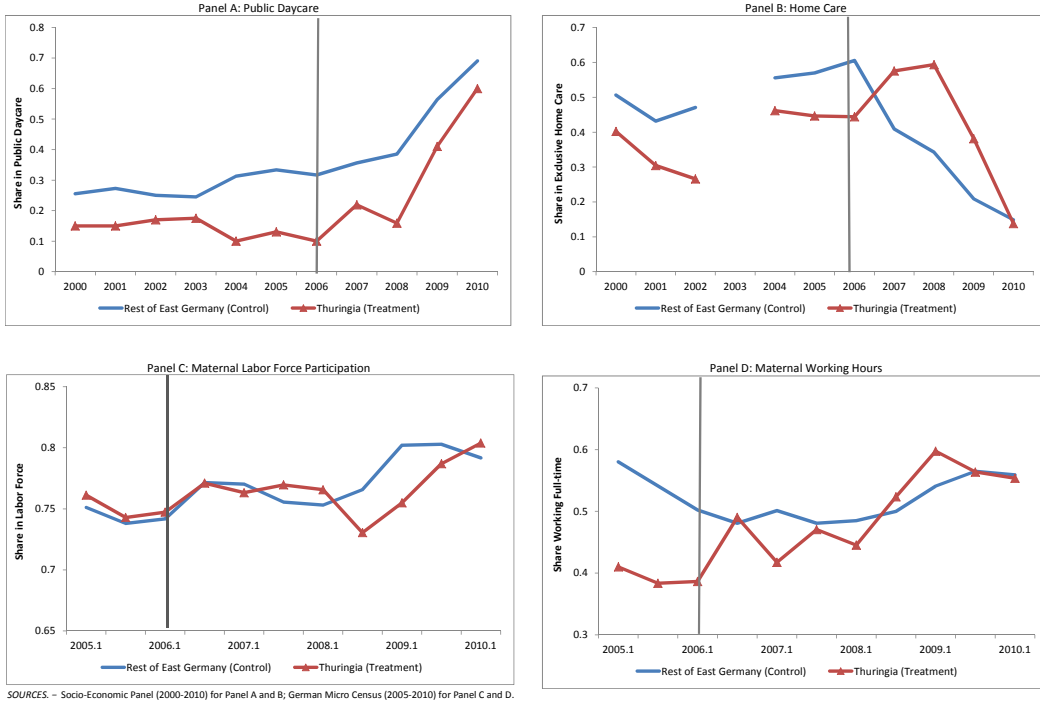 Panel A: Public Daycare
0.8
0.7
0.6
0.5
0.4
0.3
0.2
0.1
0
Share in Public Daycare
2000 2001 2002 2003 2004 2005 2006 2007 2008 2009 2010
Rest of East Germany (Control) Thuringia (Treatment)
Panel B: Home Care
0.7
0.6
0.5
0.4
0.3
0.2
0.1
0
Share in Exclusive Home Care
2000 2001 2002 2003 2004 2005 2006 2007 2008 2009 2010
Rest of East Germany (Control) Thuringia (Treatment)
Panel C: Maternal Labor Force Participation
0.85
0.8
0.75
0.7
0.65
Share in Labor Force
2005.1 2006.1 2007.1 2008.1 2009.1 2010.1
Rest of East Germany (Control) Thuringia (Treatment)
Panel D: Maternal Working Hours
0.7
0.6
0.5
0.4
0.3
Share Working Full-time
2005.1 2006.1 2007.1 2008.1 2009.1 2010.1
Rest of East Germany (Control) Thuringia (Treatment)
SOURCES. – Socio-Economic Panel (2000-2010) for Panel A and B; German Micro Census (2005-2010) for Panel C and D.